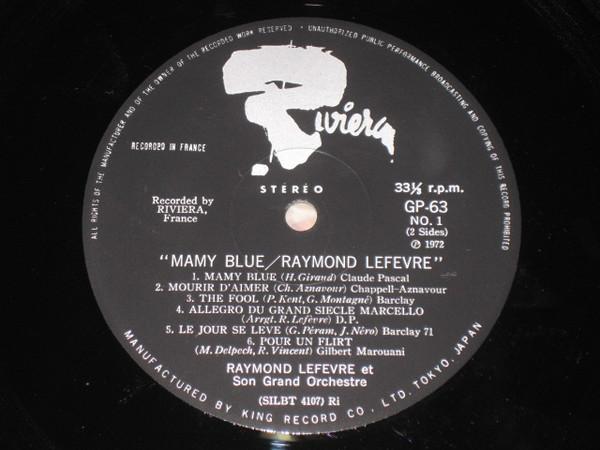 ALL RIGHTS OF THE MANUFACTURER AND OF THE OWNER OF THE RECORDED WORK RESERVED · UNAUTHORIZED PUBLIC PERFORMANCE BROADCASTING AND COPYING OF THIS RECORD PROHIBITED
Riviera
RECORDED IN FRANCE
STÉRÉO
33⅓ r.p.m.
Recorded by
RIVIERA,
France
GP-63
NO. 1
(2 Sides)
Ⓟ 1972
"MAMY BLUE/RAYMOND LEFEVRE"
1. MAMY BLUE (H. Giraud) Claude Pascal
2. MOURIR D'AIMER (Ch. Aznavour) Chappell-Aznavour
3. THE FOOL (P. Kent, G. Montagné) Barclay
4. ALLEGRO DU GRAND SIECLE MARCELLO
(Arrgt. R. Lefèvre) D.P.
5. LE JOUR SE LEVE (G. Péram, J. Néro) Barclay 71
6. POUR UN FLIRT
(M. Delpech, R. Vincent) Gilbert Marouani
RAYMOND LEFEVRE et
Son Grand Orchestre
(SILBT 4107) Ri
MANUFACTURED BY KING RECORD CO., LTD. TOKYO, JAPAN